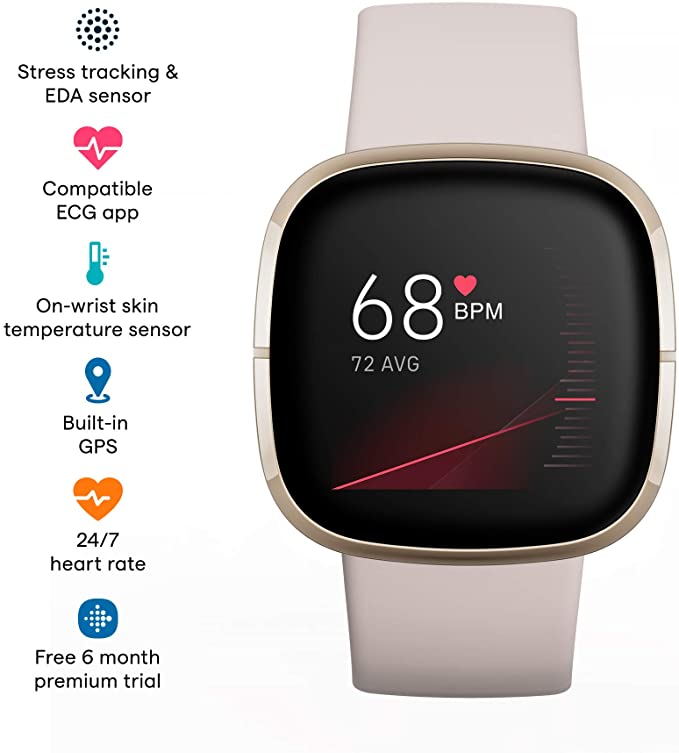 Stress tracking &
EDA sensor
Compatible
ECG app
On-wrist skin
temperature sensor
Built-in
GPS
24/7
heart rate
Free 6 month
premium trial
68 BPM
72 AVG